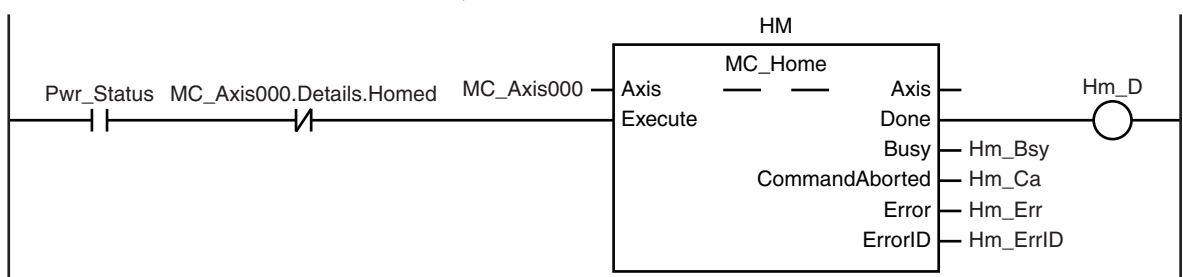 HM
MC_Home
Pwr_Status MC_Axis000.Details.Homed MC_Axis000 Axis Axis Hm_D
Execute Done
Busy Hm_Bsy
CommandAborted Hm_Ca
Error Hm_Err
ErrorID Hm_ErrID